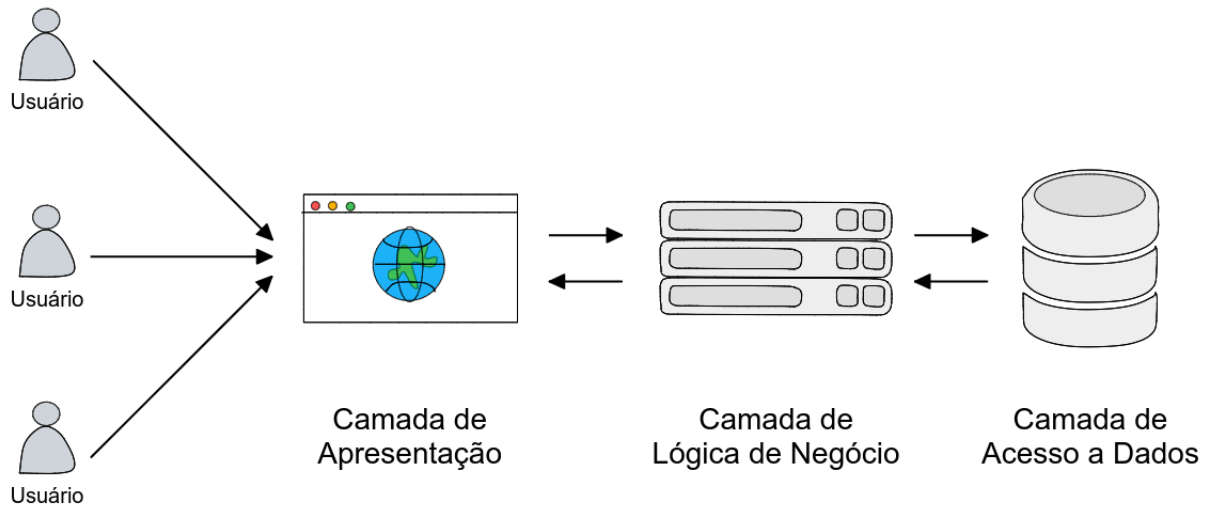 Usuário
Usuário
Usuário
Camada de
Apresentação
Camada de
Lógica de Negócio
Camada de
Acesso a Dados